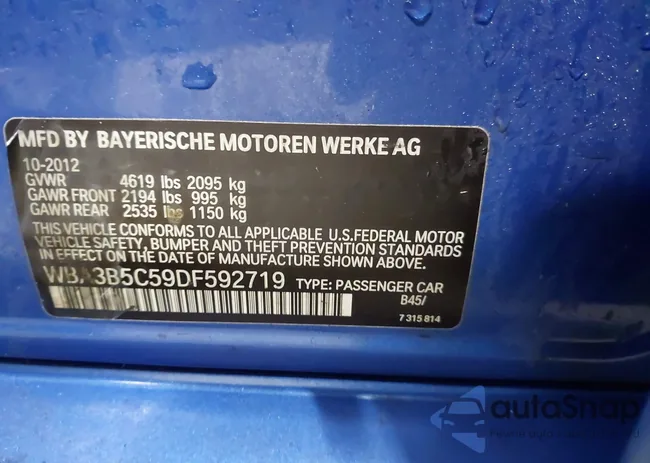 MFD BY BAYERISCHE MOTOREN WERKE AG
10-2012
GVWR 4619 lbs 2095 kg
GAWR FRONT 2194 lbs 995 kg
GAWR REAR 2535 lbs 1150 kg
THIS VEHICLE CONFORMS TO ALL APPLICABLE U.S.FEDERAL MOTOR
VEHICLE SAFETY, BUMPER AND THEFT PREVENTION STANDARDS
IN EFFECT ON THE DATE OF MANUFACTURE SHOWN ABOVE.
WBA3B5C59DF592719 TYPE: PASSENGER CAR
B45/
7 315 814
autoSnap